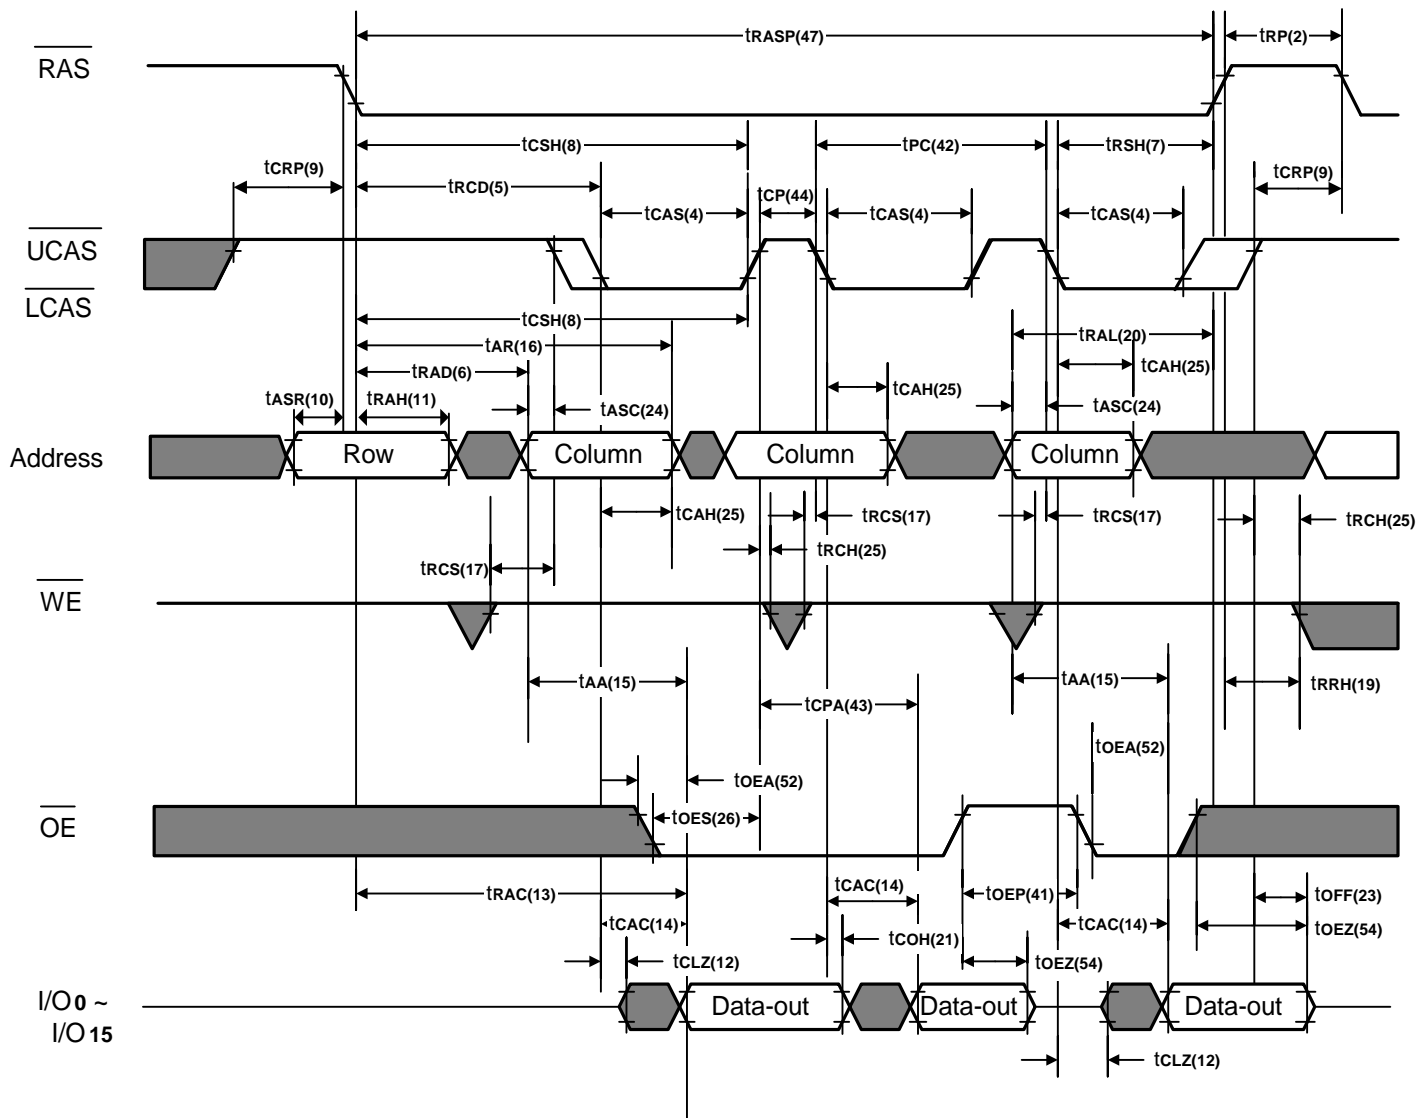 tRASP(47) tRP(2)
RAS
tCSH(8) tPC(42) tRSH(7)
tCRP(9) tRCD(5) tCP(44) tCRP(9)
tCAS(4) tCAS(4) tCAS(4)
UCAS
LCAS
tCSH(8)
tAR(16) tRAL(20)
tRAD(6) tCAH(25) tCAH(25)
tASR(10) tRAH(11) tASC(24) tASC(24)
Address Row Column Column Column
tCAH(25) tRCS(17) tRCS(17) tRCH(25)
tRCH(25)
tRCS(17)
WE
tAA(15) tAA(15) tRRH(19)
tCPA(43)
tOEA(52)
tOEA(52)
OE tOES(26)
tRAC(13) tCAC(14) tOEP(41) tOFF(23)
tCAC(14) tCOH(21) tCAC(14) tOEZ(54)
tCLZ(12) tOEZ(54)
I/O0 ~ Data-out Data-out Data-out
I/O15
tCLZ(12)